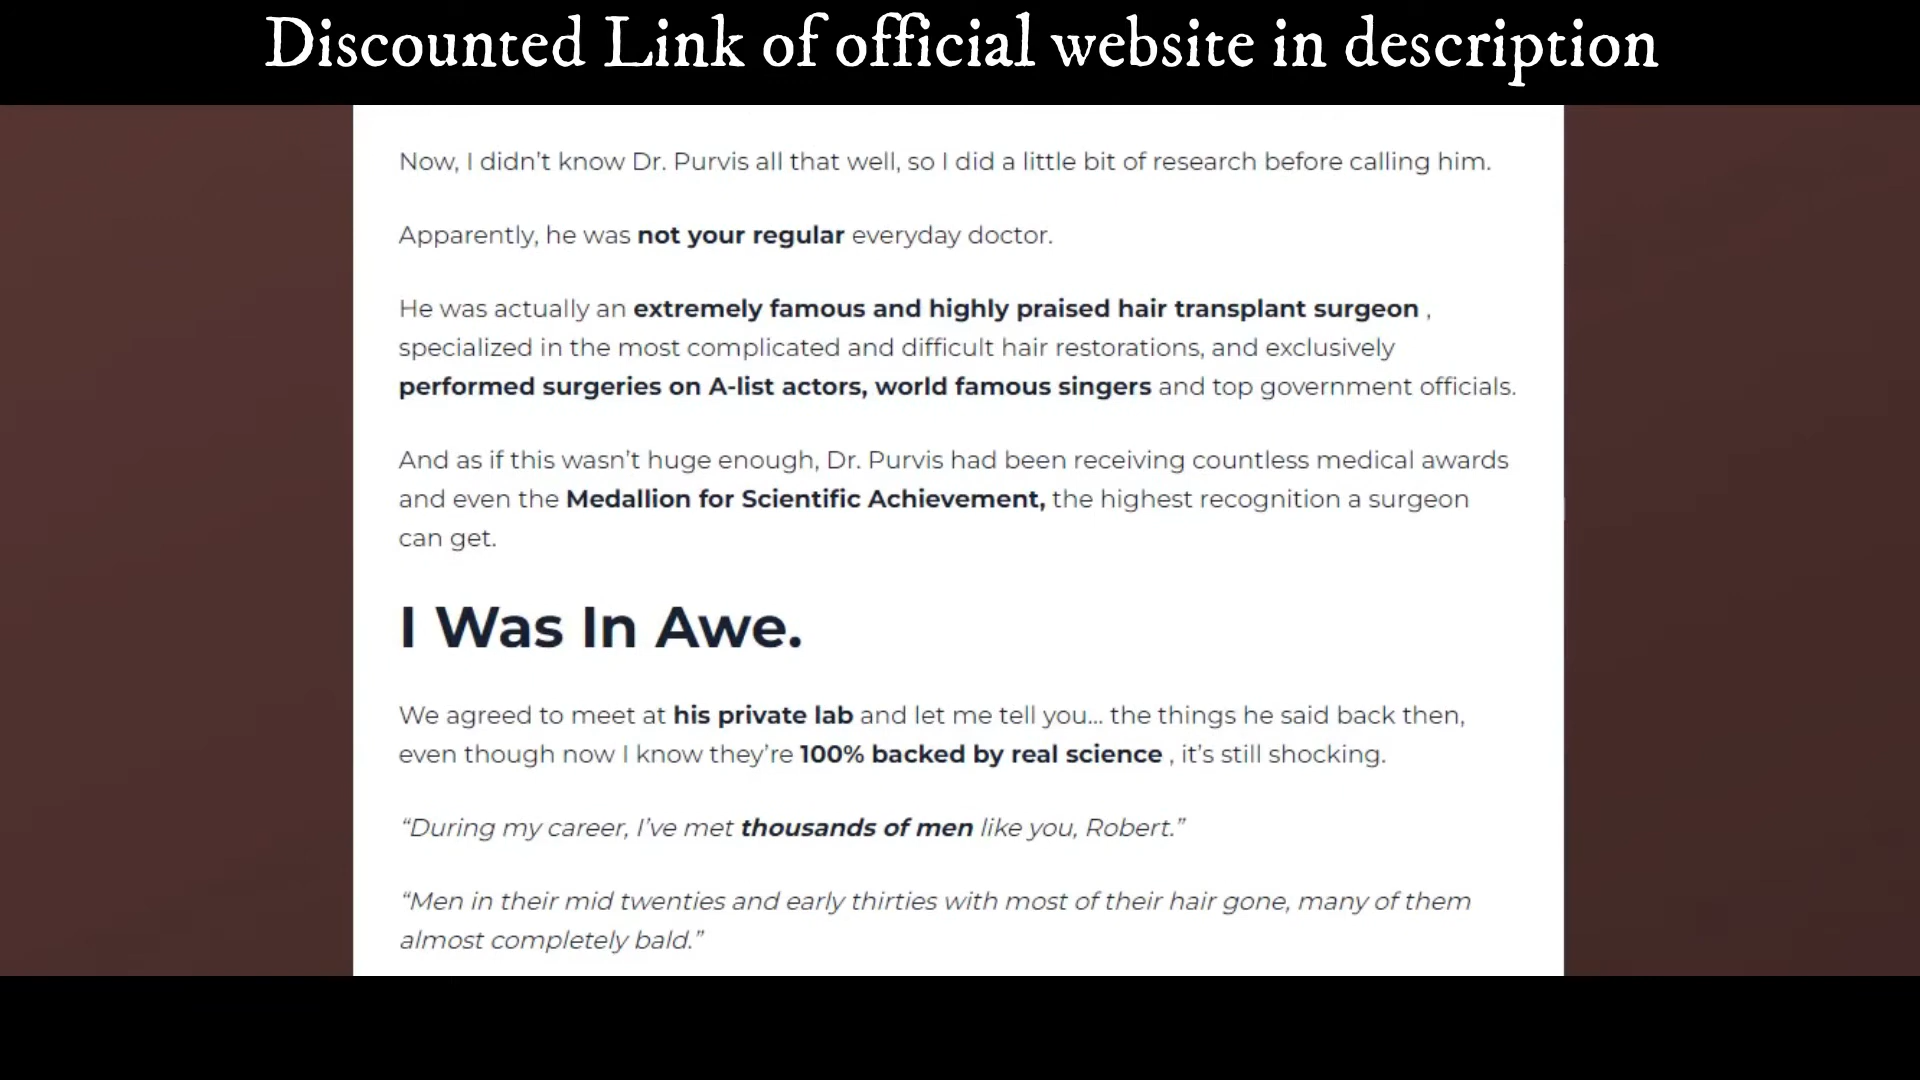 Discounted Link of official website in description
Now, I didn’t know Dr. Purvis all that well, so I did a little bit of research before calling him.
Apparently, he was not your regular everyday doctor.
He was actually an extremely famous and highly praised hair transplant surgeon ,
specialized in the most complicated and difficult hair restorations, and exclusively
performed surgeries on A-list actors, world famous singers and top government officials.
And as if this wasn’t huge enough, Dr. Purvis had been receiving countless medical awards
and even the Medallion for Scientific Achievement, the highest recognition a surgeon
can get.
I Was In Awe.
We agreed to meet at his private lab and let me tell you... the things he said back then,
even though now I know they’re 100% backed by real science , it’s still shocking.
“During my career, I’ve met thousands of men like you, Robert.”
“Men in their mid twenties and early thirties with most of their hair gone, many of them
almost completely bald.”